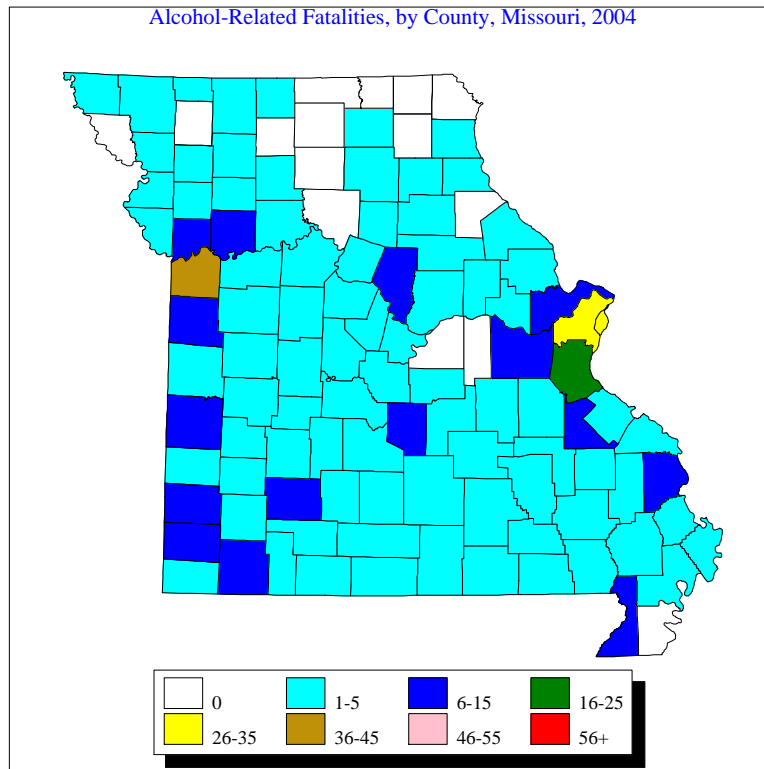 Alcohol-Related Fatalities, by County, Missouri, 2004
0 1-5 6-15 16-25
26-35 36-45 46-55 56+